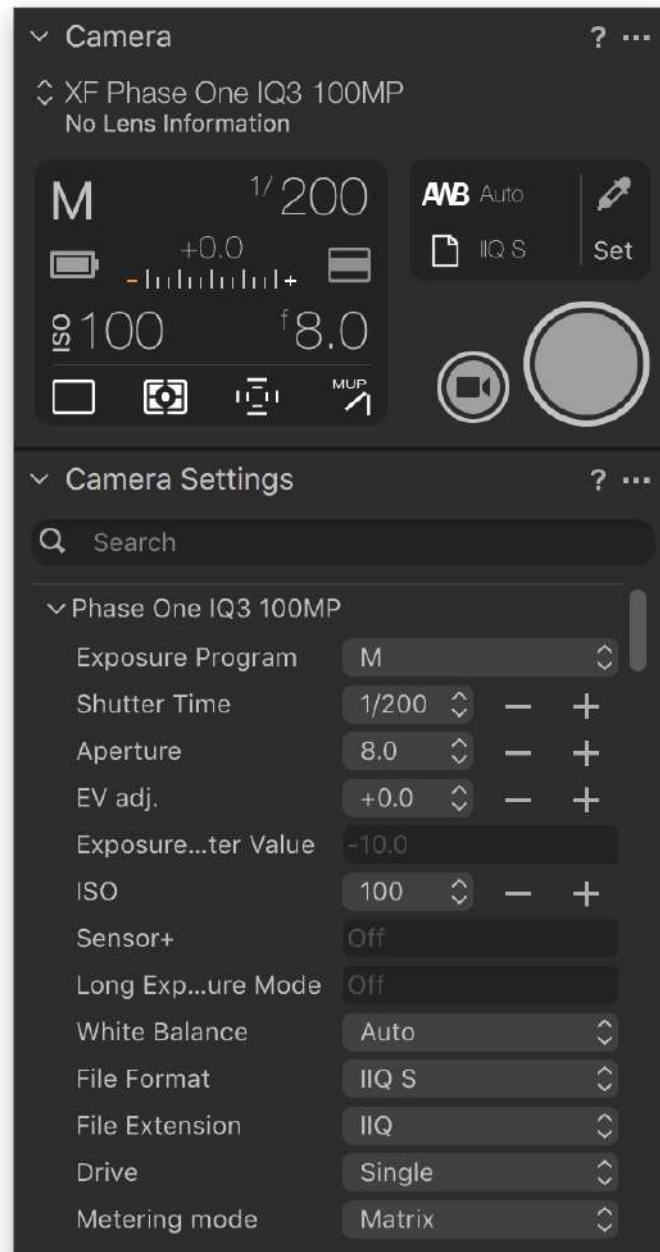 Camera ? ...
XF Phase One IQ3 100MP
No Lens Information
M 1/200
AWB Auto
+0.0
IIQ S Set
- +
ISO 100 f8.0
MUP
Camera Settings ? ...
Search
Phase One IQ3 100MP
Exposure Program M
Shutter Time 1/200 − +
Aperture 8.0 − +
EV adj. +0.0 − +
Exposure...ter Value -10.0
ISO 100 − +
Sensor+ Off
Long Exp...ure Mode Off
White Balance Auto
File Format IIQ S
File Extension IIQ
Drive Single
Metering mode Matrix